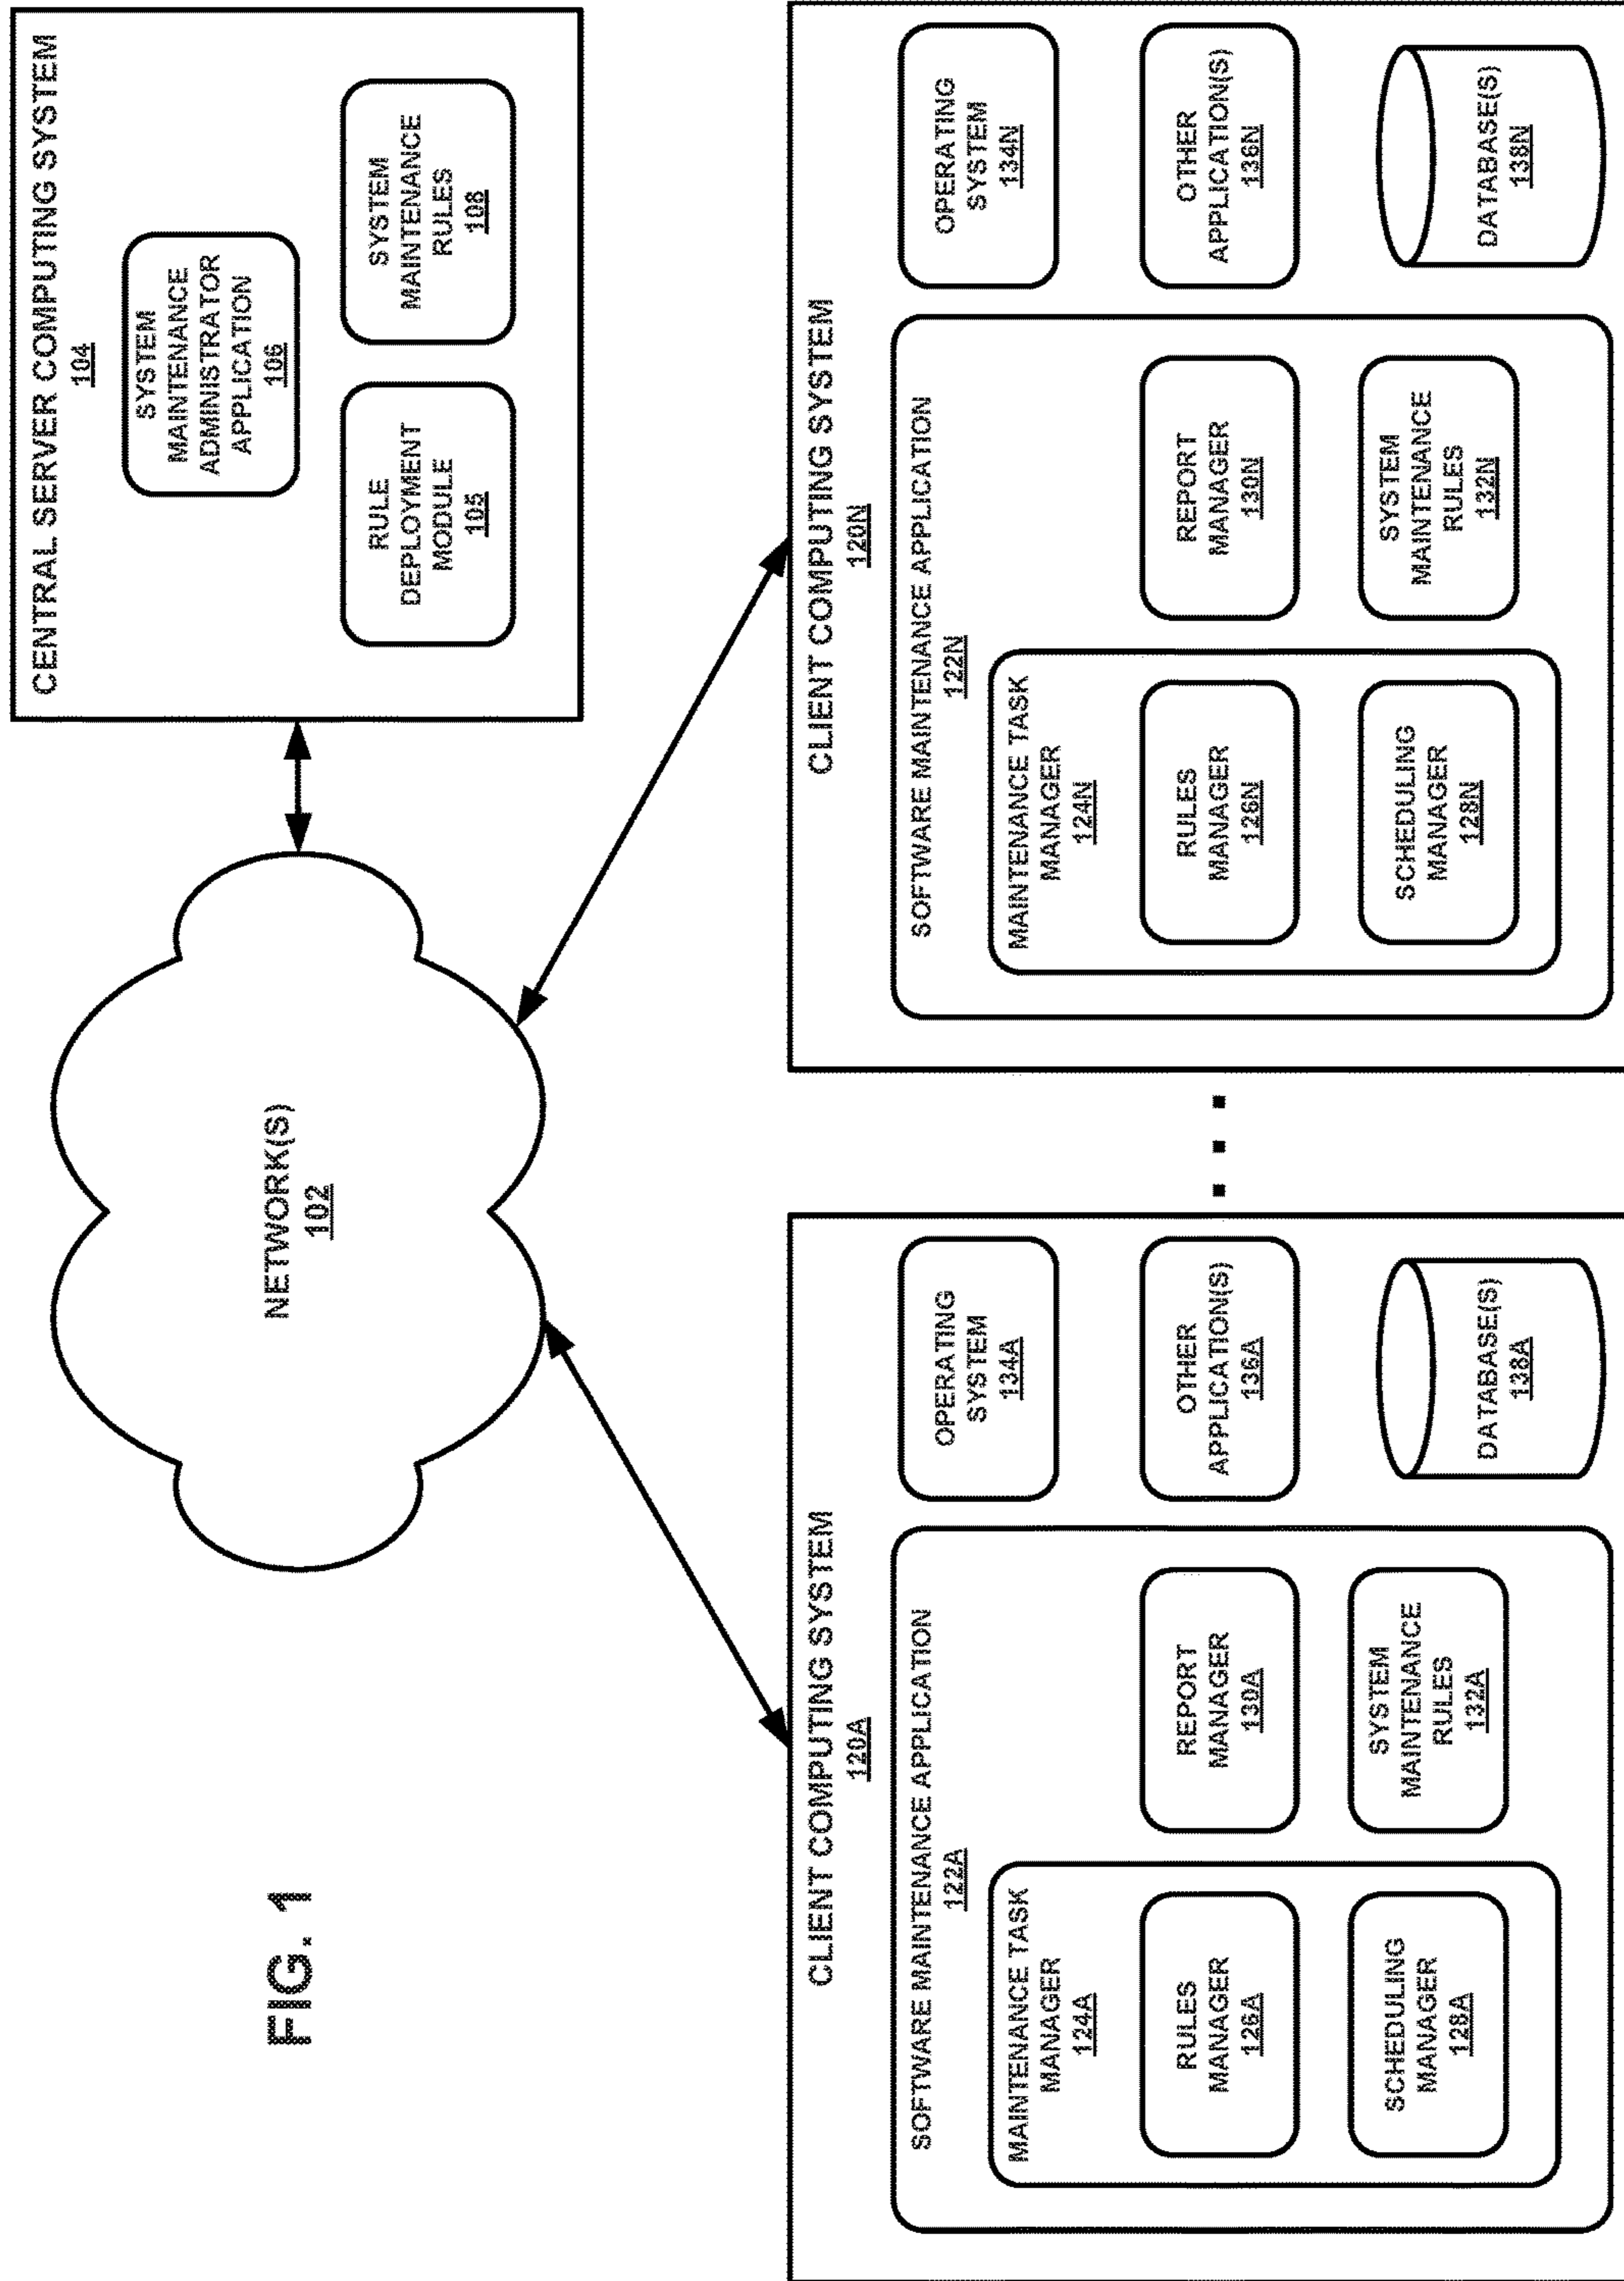 FIG. 1
NETWORK(S)
102
CENTRAL SERVER COMPUTING SYSTEM
104
SYSTEM
MAINTENANCE
ADMINISTRATOR
APPLICATION
106
RULE
DEPLOYMENT
MODULE
105
SYSTEM
MAINTENANCE
RULES
108
CLIENT COMPUTING SYSTEM
120A
SOFTWARE MAINTENANCE APPLICATION
122A
MAINTENANCE TASK
MANAGER
124A
RULES
MANAGER
126A
SCHEDULING
MANAGER
128A
REPORT
MANAGER
130A
SYSTEM
MAINTENANCE
RULES
132A
OPERATING
SYSTEM
134A
OTHER
APPLICATION(S)
136A
DATABASE(S)
138A
CLIENT COMPUTING SYSTEM
120N
SOFTWARE MAINTENANCE APPLICATION
122N
MAINTENANCE TASK
MANAGER
124N
RULES
MANAGER
126N
SCHEDULING
MANAGER
128N
REPORT
MANAGER
130N
SYSTEM
MAINTENANCE
RULES
132N
OPERATING
SYSTEM
134N
OTHER
APPLICATION(S)
136N
DATABASE(S)
138N